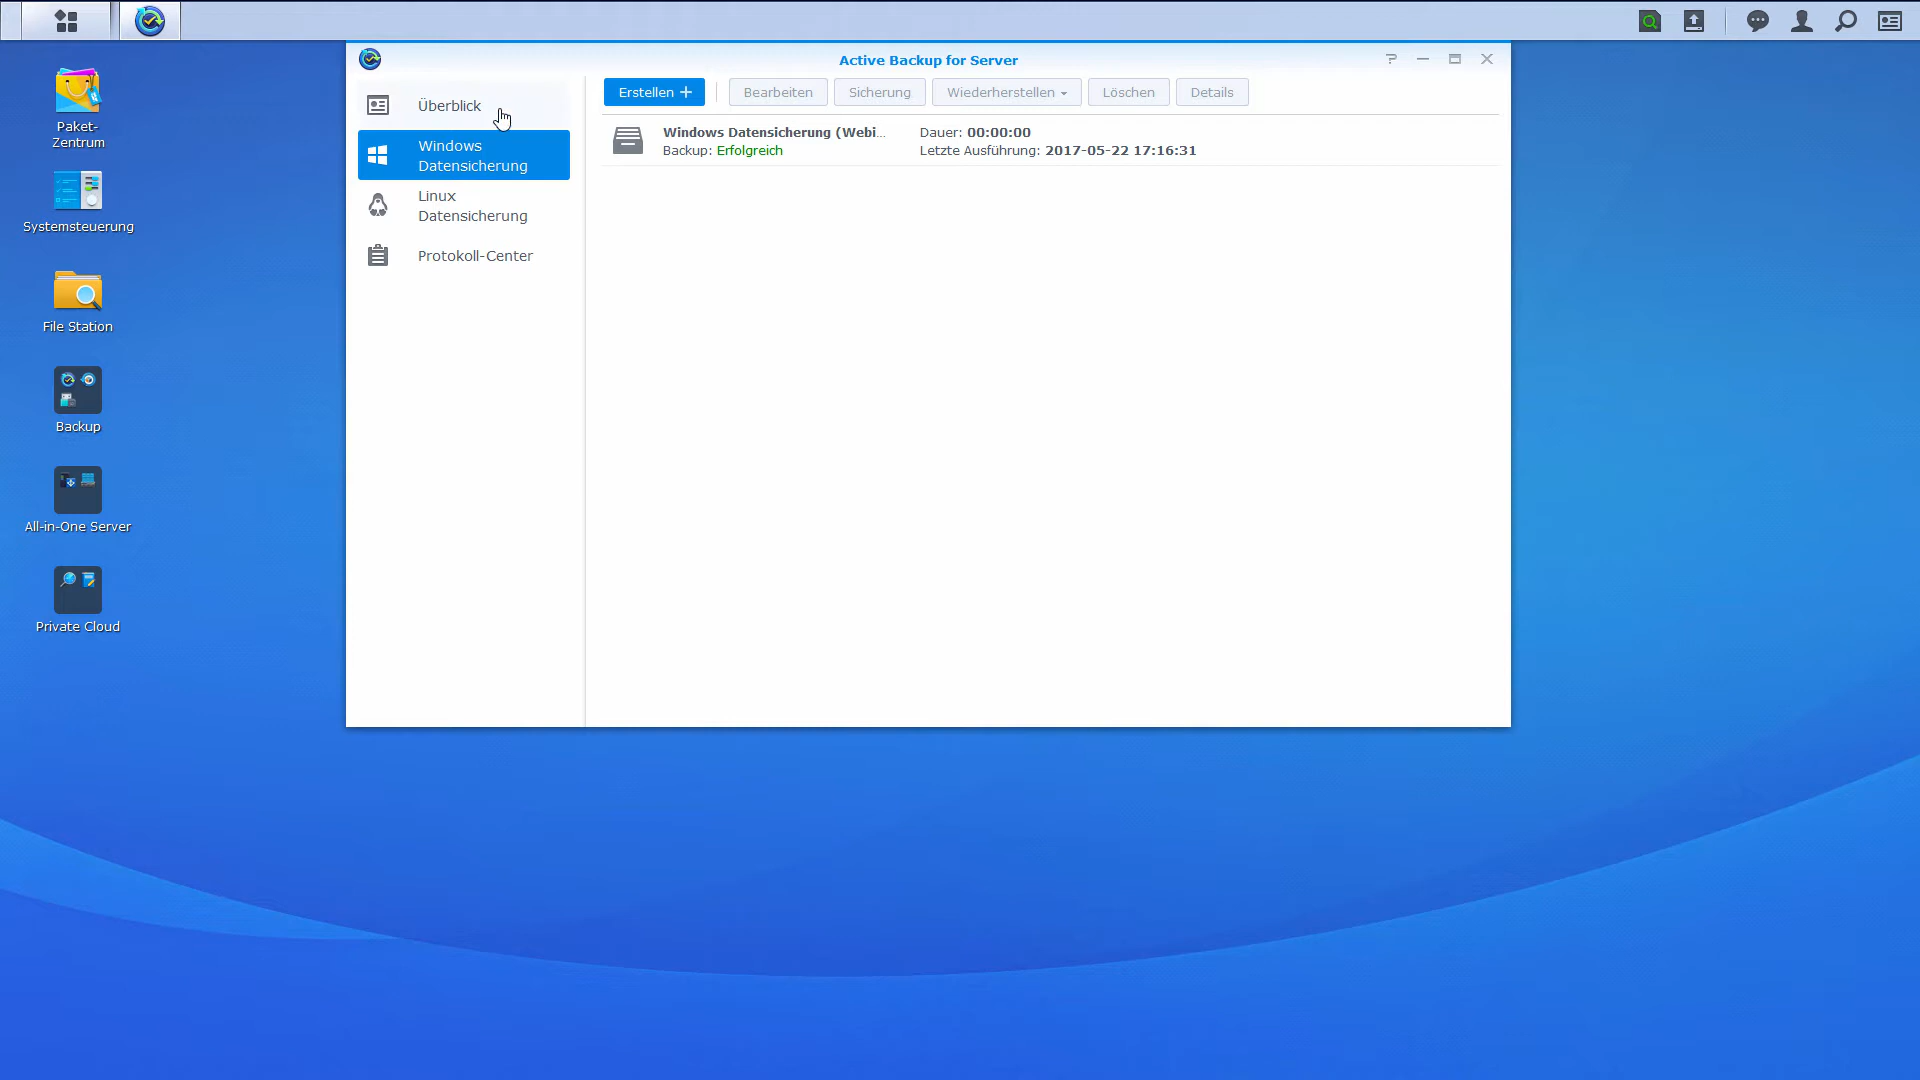 Active Backup for Server
Überblick
Windows
Datensicherung
Linux
Datensicherung
Protokoll-Center
Erstellen +
Bearbeiten
Sicherung
Wiederherstellen
Löschen
Details
Windows Datensicherung (Webi...
Backup: Erfolgreich
Dauer: 00:00:00
Letzte Ausführung: 2017-05-22 17:16:31
Paket-
Zentrum
Systemsteuerung
File Station
Backup
All-in-One Server
Private Cloud